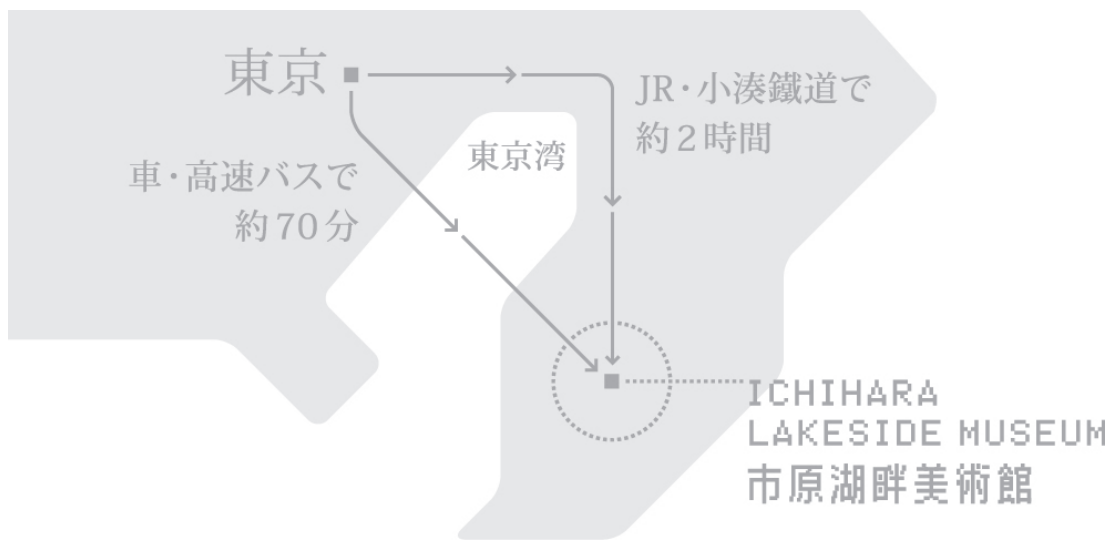 東京
JR・小湊鐵道で
約2時間
東京湾
車・高速バスで
約70分
ICHIHARA
LAKESIDE MUSEUM
市原湖畔美術館